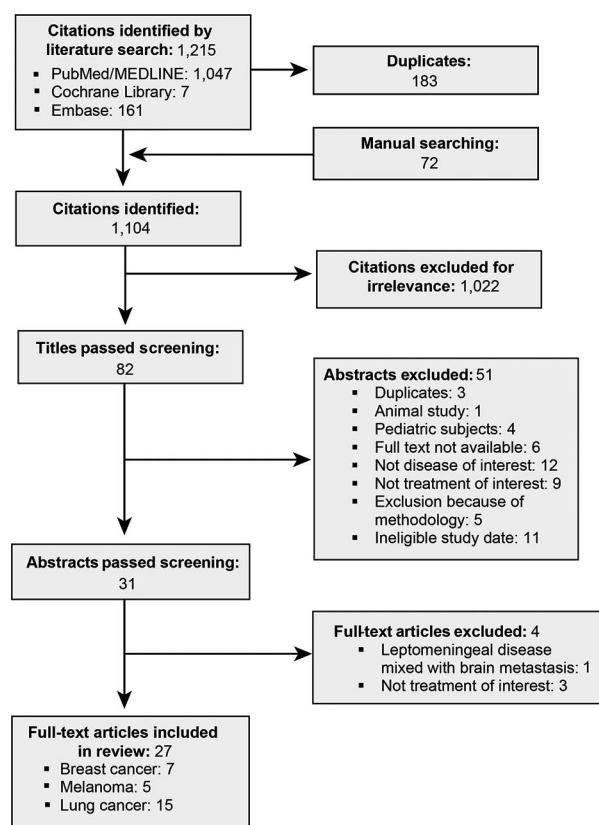 Citations identified by
literature search: 1,215
▪ PubMed/MEDLINE: 1,047
▪ Cochrane Library: 7
▪ Embase: 161
Duplicates:
183
Manual searching:
72
Citations identified:
1,104
Citations excluded for
irrelevance: 1,022
Titles passed screening:
82
Abstracts excluded: 51
▪ Duplicates: 3
▪ Animal study: 1
▪ Pediatric subjects: 4
▪ Full text not available: 6
▪ Not disease of interest: 12
▪ Not treatment of interest: 9
▪ Exclusion because of
methodology: 5
▪ Ineligible study date: 11
Abstracts passed screening:
31
Full-text articles excluded: 4
▪ Leptomeningeal disease
mixed with brain metastasis: 1
▪ Not treatment of interest: 3
Full-text articles included
in review: 27
▪ Breast cancer: 7
▪ Melanoma: 5
▪ Lung cancer: 15